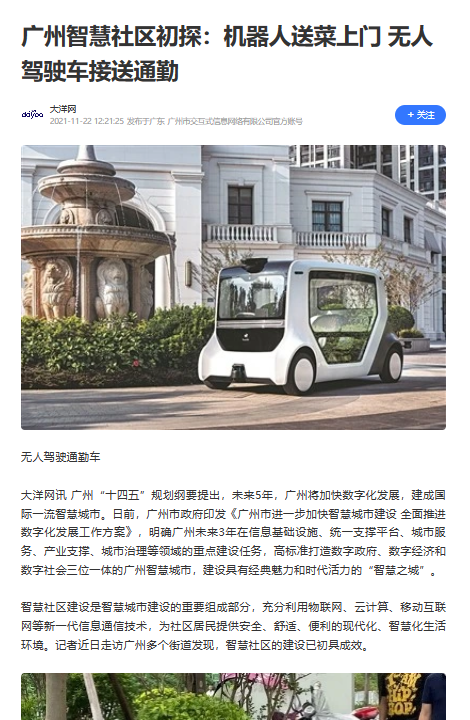 广州智慧社区初探：机器人送菜上门 无人
驾驶车接送通勤
dayoo
大洋网
2021-11-22 12:21:25 发布于广东 广州市交互式信息网络有限公司官方账号
+ 关注
无人驾驶通勤车
大洋网讯 广州“十四五”规划纲要提出，未来5年，广州将加快数字化发展，建成国
际一流智慧城市。日前，广州市政府印发《广州市进一步加快智慧城市建设 全面推进
数字化发展工作方案》，明确广州未来3年在信息基础设施、统一支撑平台、城市服
务、产业支撑、城市治理等领域的重点建设任务，高标准打造数字政府、数字经济和
数字社会三位一体的广州智慧城市，建设具有经典魅力和时代活力的“智慧之城”。
智慧社区建设是智慧城市建设的重要组成部分，充分利用物联网、云计算、移动互联
网等新一代信息通信技术，为社区居民提供安全、舒适、便利的现代化、智慧化生活
环境。记者近日走访广州多个街道发现，智慧社区的建设已初具成效。